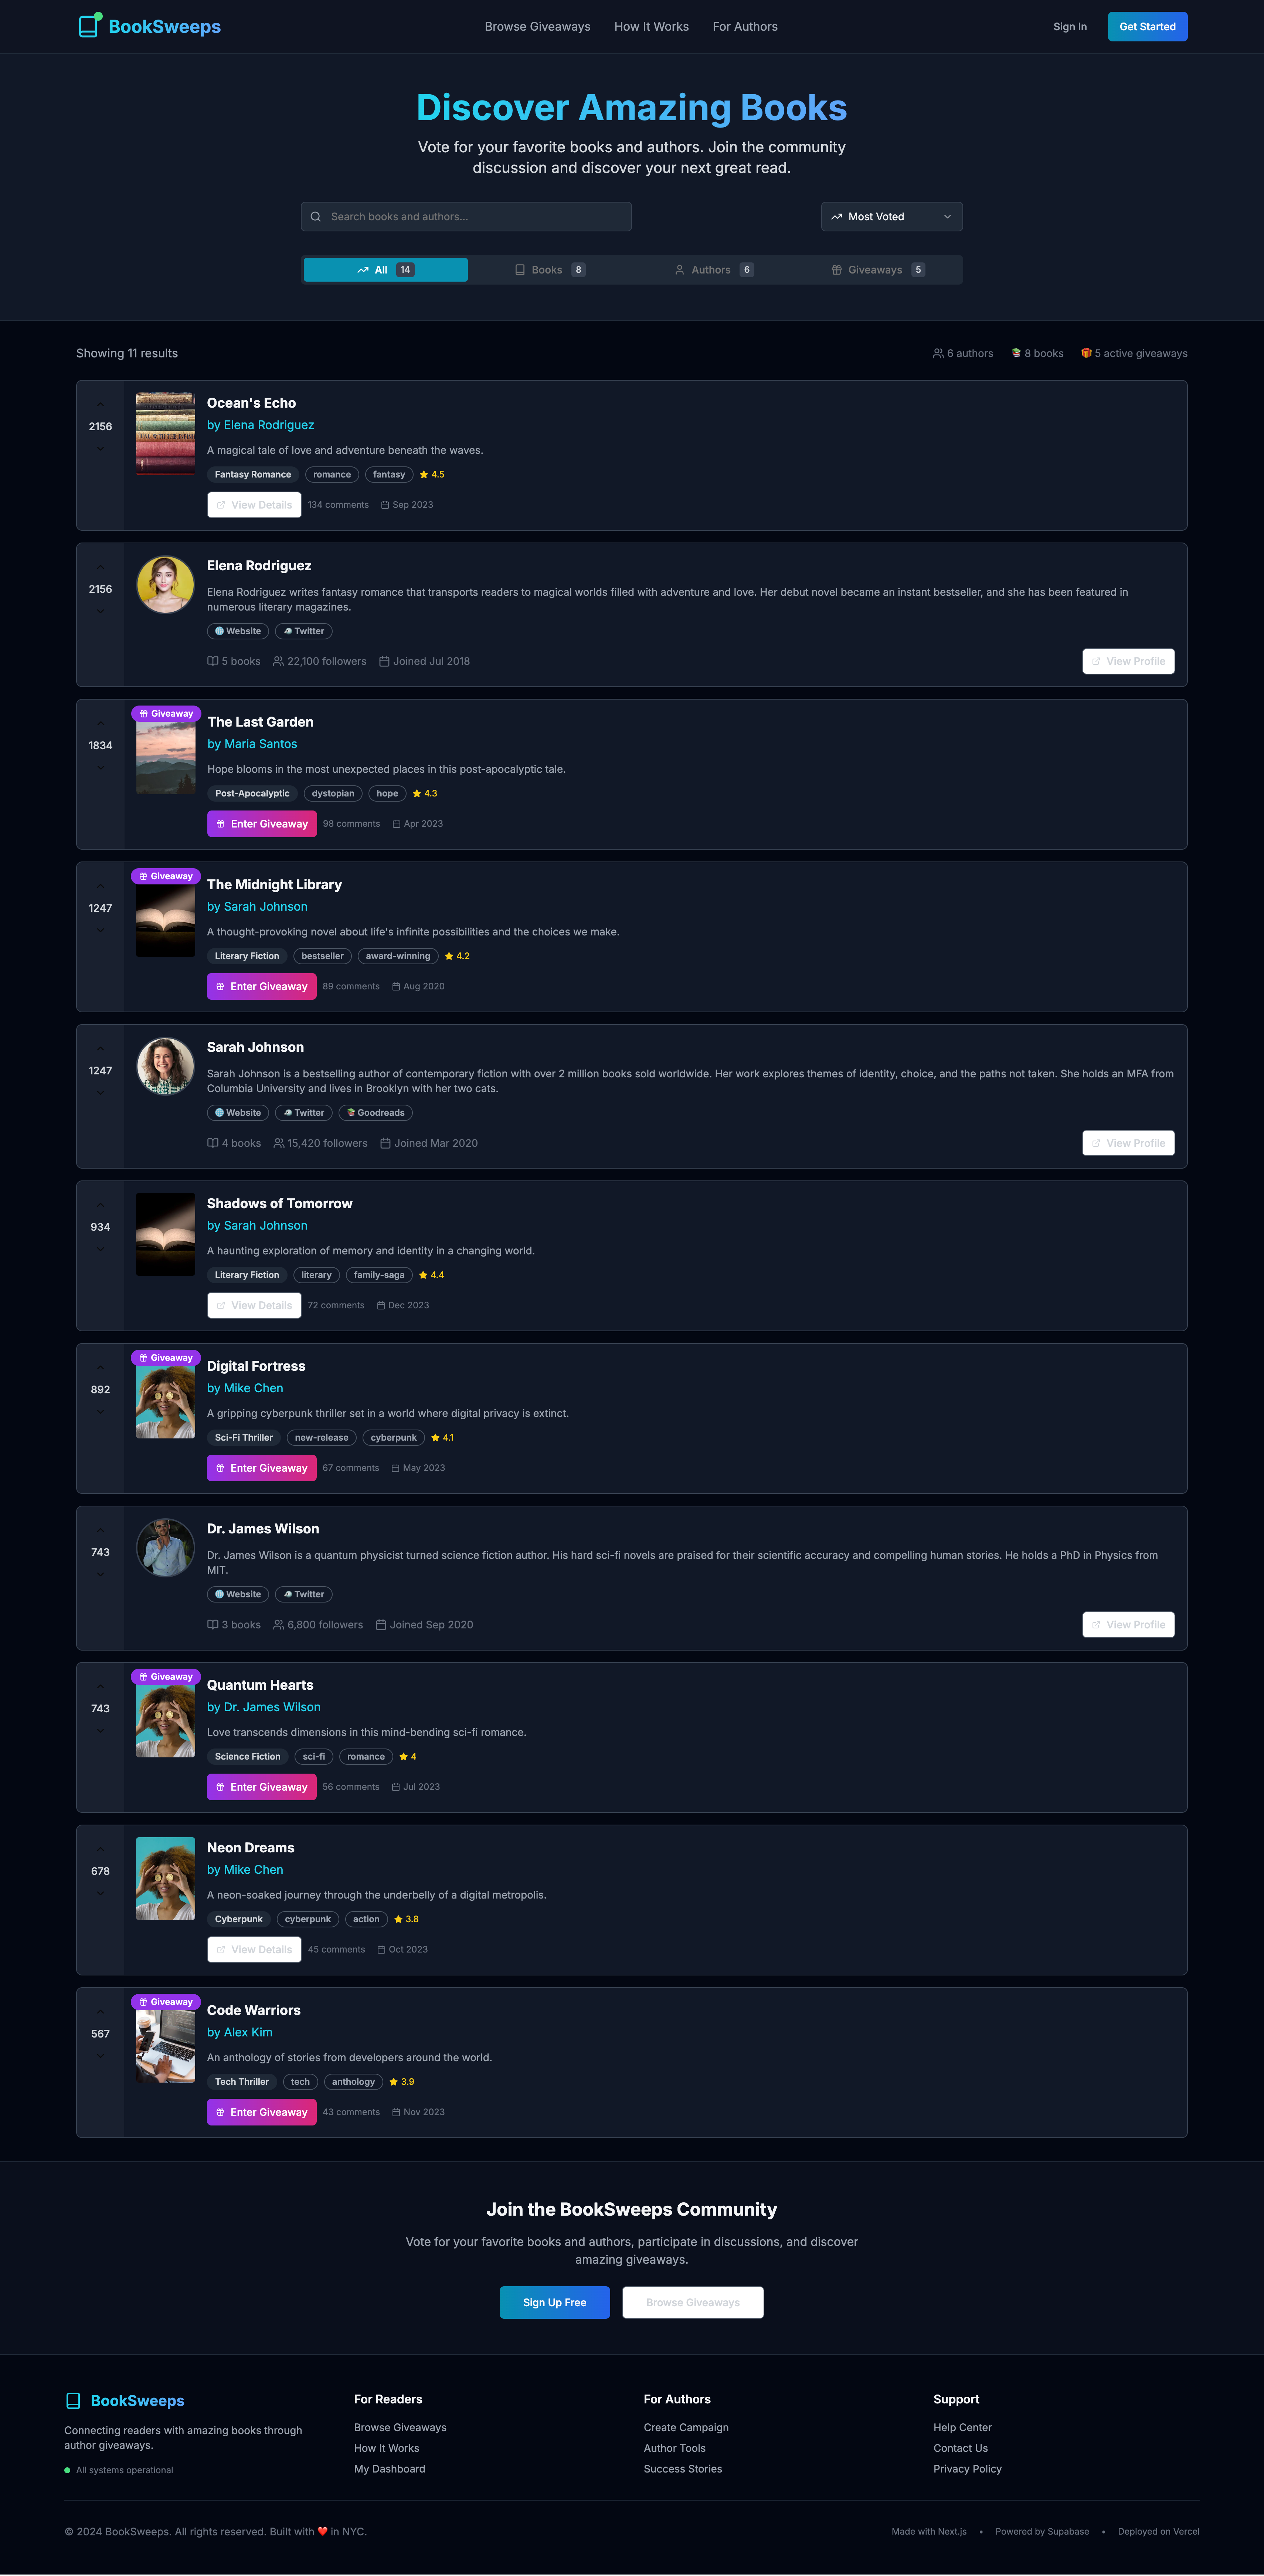 BookSweeps
Browse Giveaways
How It Works
For Authors
Sign In
Get Started
Discover Amazing Books
Vote for your favorite books and authors. Join the community
discussion and discover your next great read.
Search books and authors...
Most Voted
All 14
Books 8
Authors 6
Giveaways 5
Showing 11 results
6 authors
8 books
5 active giveaways
2156
Ocean's Echo
by Elena Rodriguez
A magical tale of love and adventure beneath the waves.
Fantasy Romance romance fantasy 4.5
View Details 134 comments Sep 2023
2156
Elena Rodriguez
Elena Rodriguez writes fantasy romance that transports readers to magical worlds filled with adventure and love. Her debut novel became an instant bestseller, and she has been featured in
numerous literary magazines.
Website Twitter
5 books 22,100 followers Joined Jul 2018
View Profile
1834
Giveaway
The Last Garden
by Maria Santos
Hope blooms in the most unexpected places in this post-apocalyptic tale.
Post-Apocalyptic dystopian hope 4.3
Enter Giveaway 98 comments Apr 2023
1247
Giveaway
The Midnight Library
by Sarah Johnson
A thought-provoking novel about life's infinite possibilities and the choices we make.
Literary Fiction bestseller award-winning 4.2
Enter Giveaway 89 comments Aug 2020
1247
Sarah Johnson
Sarah Johnson is a bestselling author of contemporary fiction with over 2 million books sold worldwide. Her work explores themes of identity, choice, and the paths not taken. She holds an MFA from
Columbia University and lives in Brooklyn with her two cats.
Website Twitter Goodreads
4 books 15,420 followers Joined Mar 2020
View Profile
934
Shadows of Tomorrow
by Sarah Johnson
A haunting exploration of memory and identity in a changing world.
Literary Fiction literary family-saga 4.4
View Details 72 comments Dec 2023
892
Giveaway
Digital Fortress
by Mike Chen
A gripping cyberpunk thriller set in a world where digital privacy is extinct.
Sci-Fi Thriller new-release cyberpunk 4.1
Enter Giveaway 67 comments May 2023
743
Dr. James Wilson
Dr. James Wilson is a quantum physicist turned science fiction author. His hard sci-fi novels are praised for their scientific accuracy and compelling human stories. He holds a PhD in Physics from
MIT.
Website Twitter
3 books 6,800 followers Joined Sep 2020
View Profile
743
Giveaway
Quantum Hearts
by Dr. James Wilson
Love transcends dimensions in this mind-bending sci-fi romance.
Science Fiction sci-fi romance 4
Enter Giveaway 56 comments Jul 2023
678
Neon Dreams
by Mike Chen
A neon-soaked journey through the underbelly of a digital metropolis.
Cyberpunk cyberpunk action 3.8
View Details 45 comments Oct 2023
567
Giveaway
Code Warriors
by Alex Kim
An anthology of stories from developers around the world.
Tech Thriller tech anthology 3.9
Enter Giveaway 43 comments Nov 2023
Join the BookSweeps Community
Vote for your favorite books and authors, participate in discussions, and discover
amazing giveaways.
Sign Up Free
Browse Giveaways
BookSweeps
Connecting readers with amazing books through
author giveaways.
All systems operational
For Readers
Browse Giveaways
How It Works
My Dashboard
For Authors
Create Campaign
Author Tools
Success Stories
Support
Help Center
Contact Us
Privacy Policy
© 2024 BookSweeps. All rights reserved. Built with ❤️ in NYC.
Made with Next.js • Powered by Supabase • Deployed on Vercel